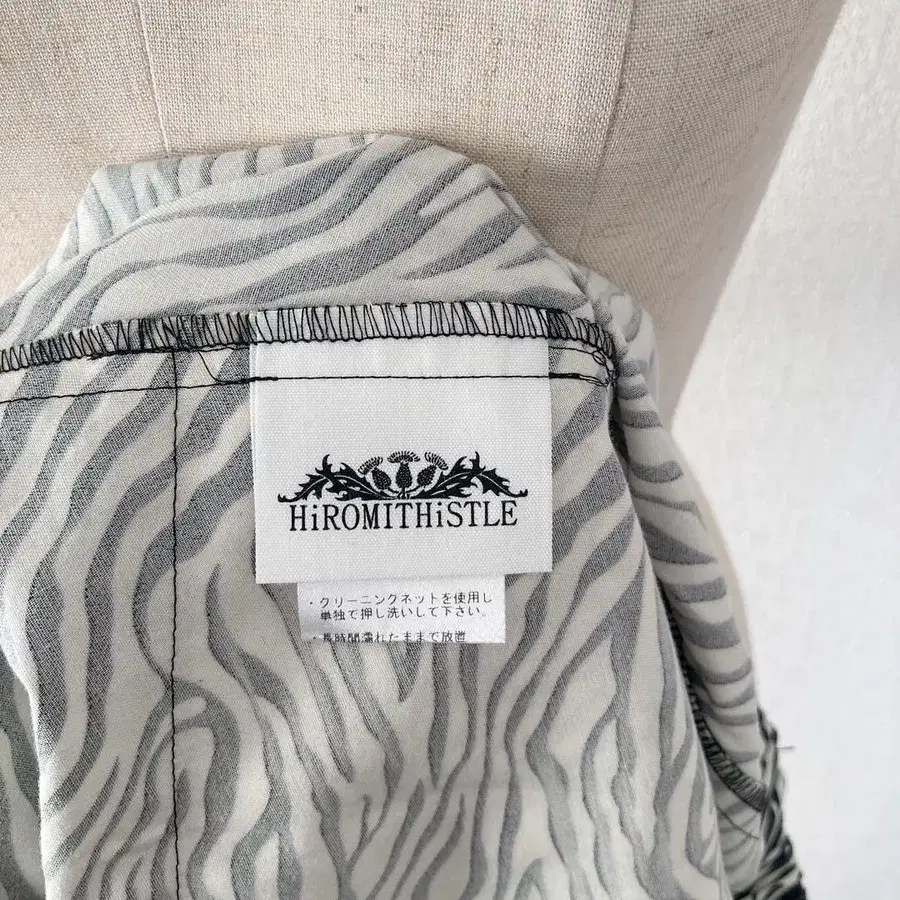 HiROMITHiSTLE
・クリーニングネットを使用し
単独で押し洗いして下さい。
・長時間濡れたままで放置